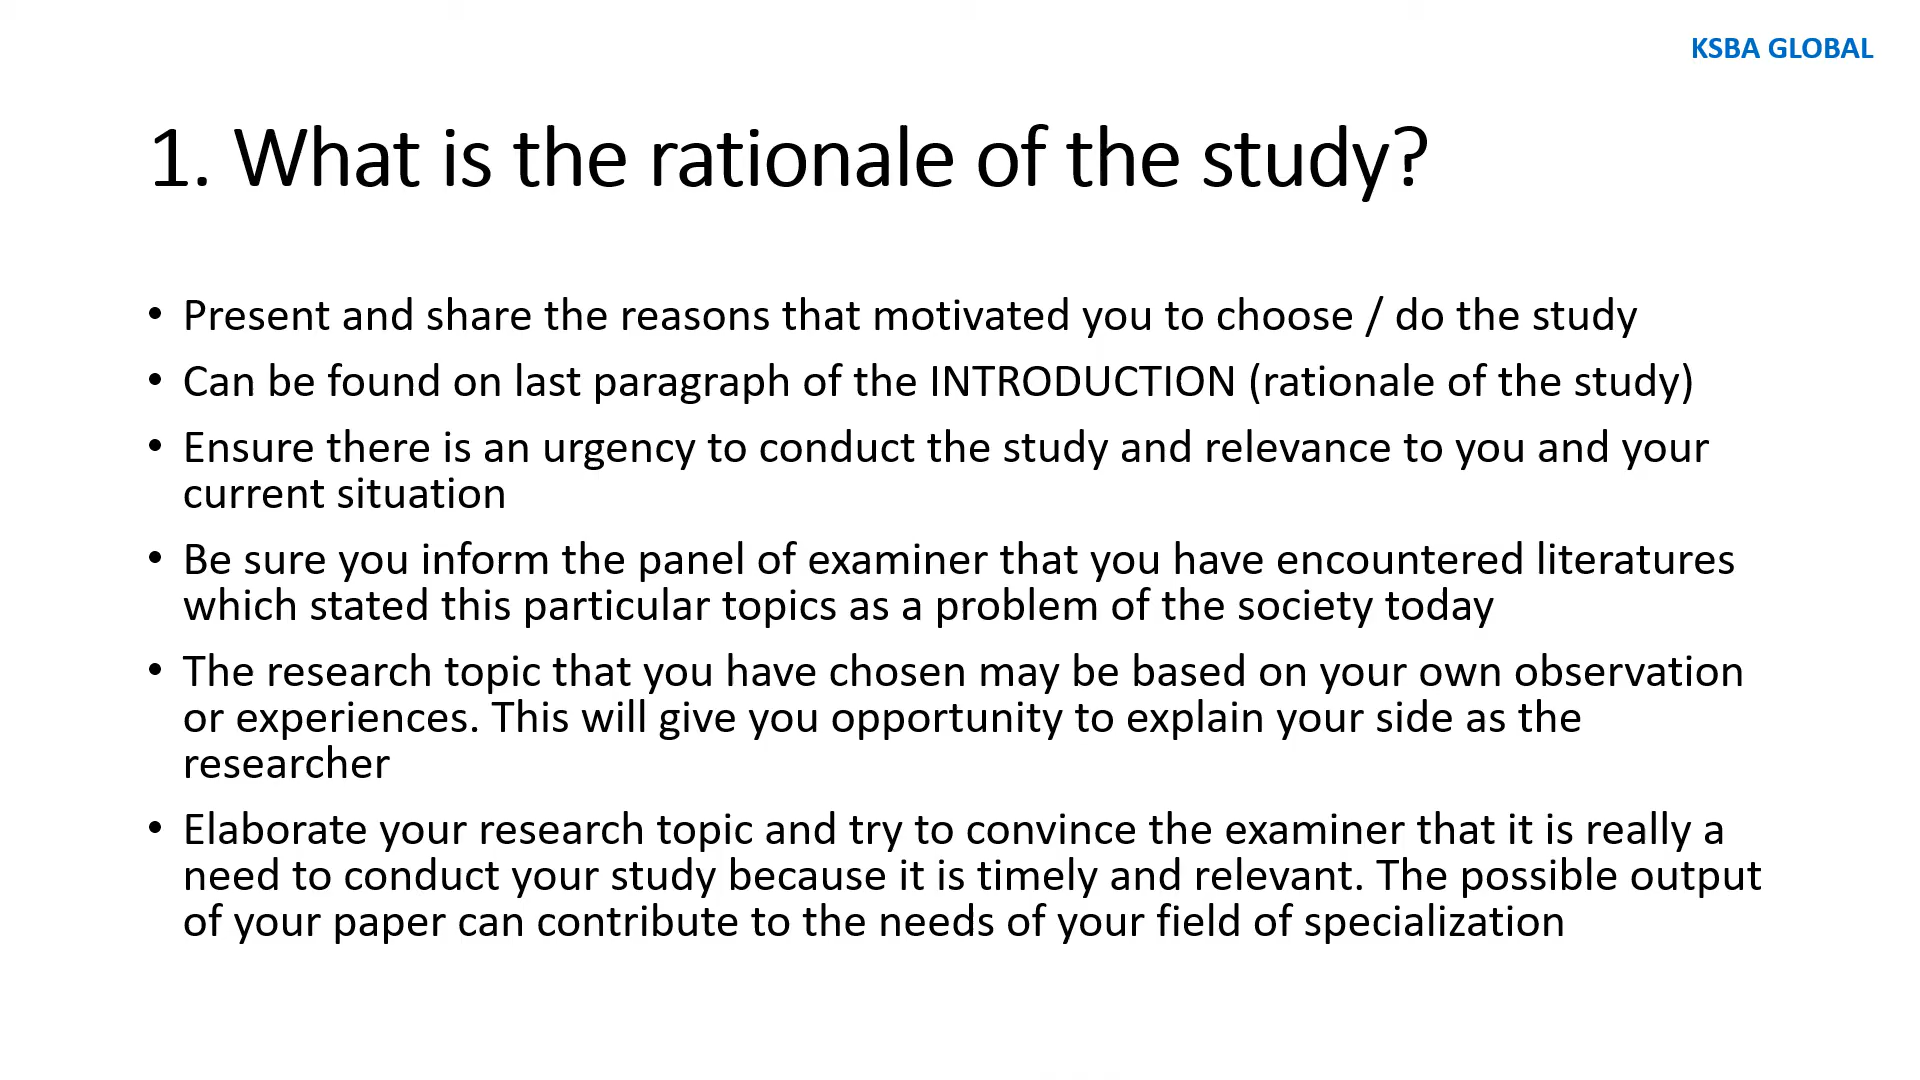 KSBA GLOBAL
1. What is the rationale of the study?
• Present and share the reasons that motivated you to choose / do the study
• Can be found on last paragraph of the INTRODUCTION (rationale of the study)
• Ensure there is an urgency to conduct the study and relevance to you and your
current situation
• Be sure you inform the panel of examiner that you have encountered literatures
which stated this particular topics as a problem of the society today
• The research topic that you have chosen may be based on your own observation
or experiences. This will give you opportunity to explain your side as the
researcher
• Elaborate your research topic and try to convince the examiner that it is really a
need to conduct your study because it is timely and relevant. The possible output
of your paper can contribute to the needs of your field of specialization